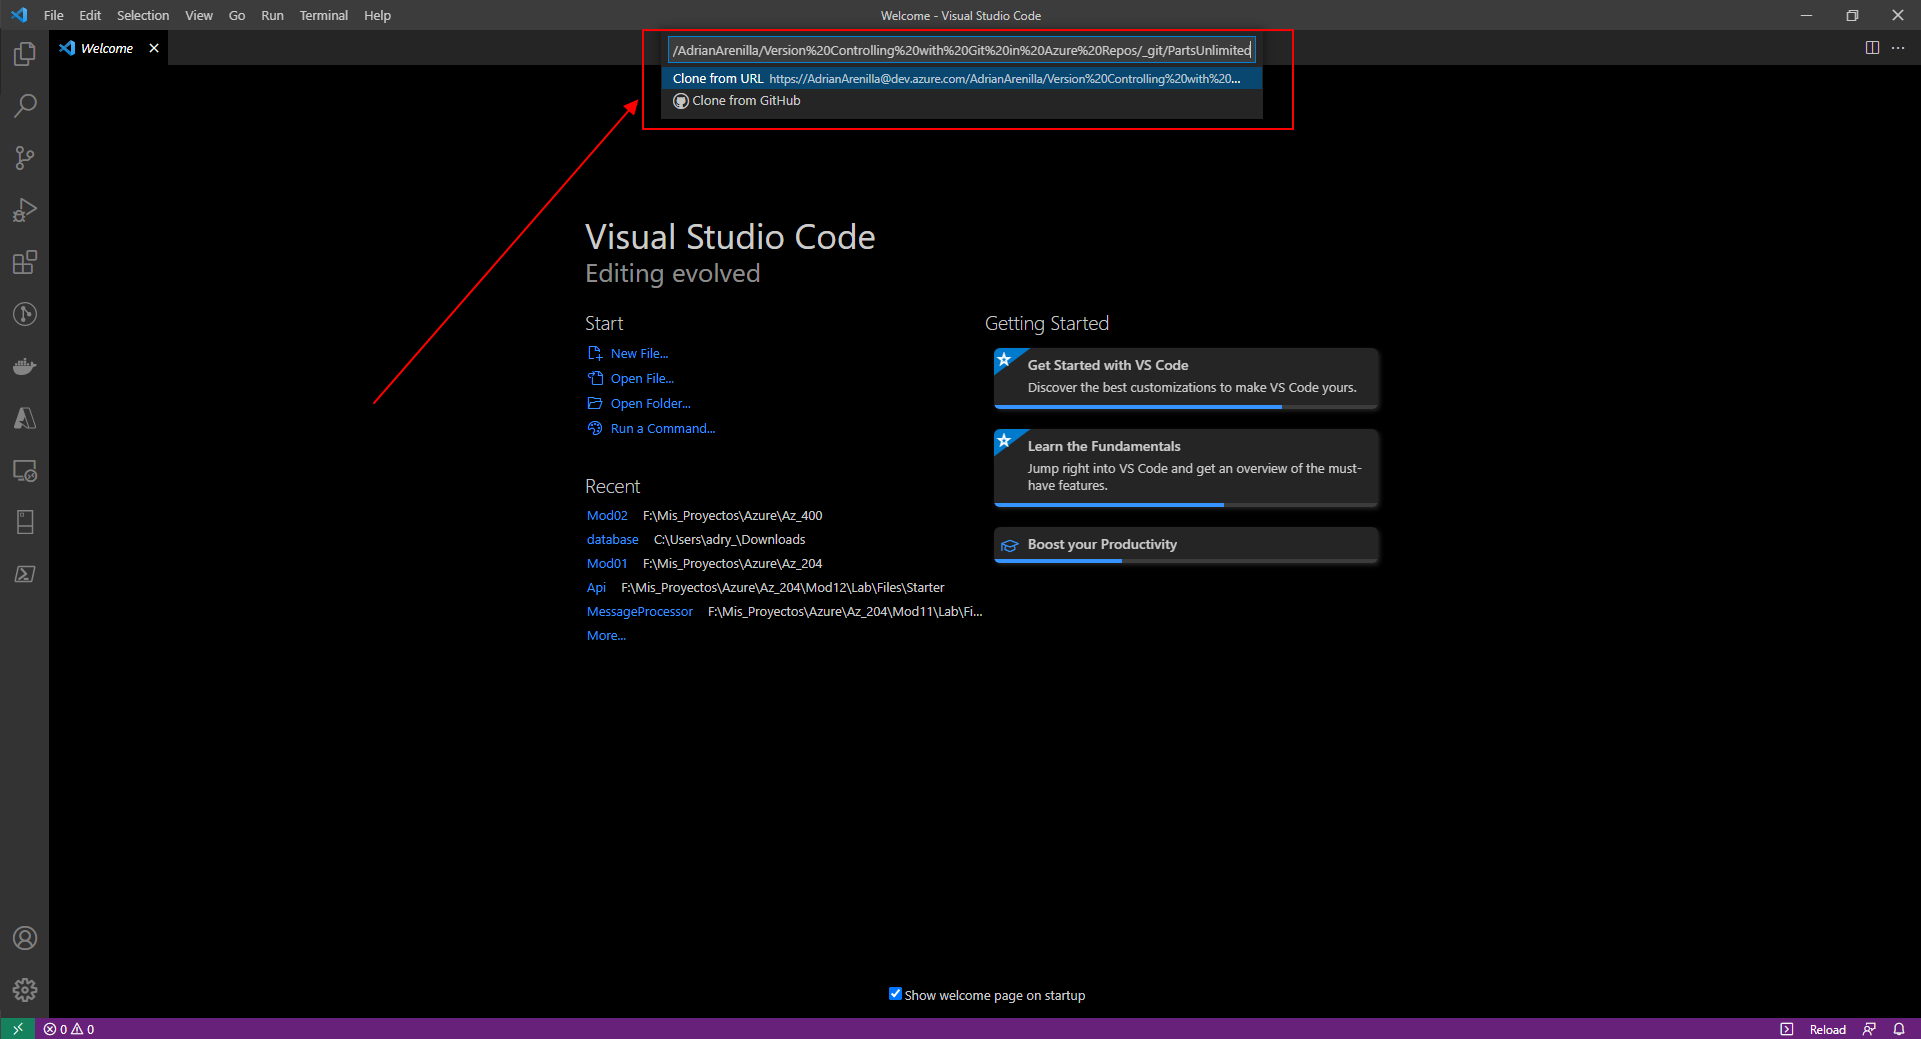 File Edit Selection View Go Run Terminal Help
Welcome - Visual Studio Code
Welcome
/AdrianArenilla/Version%20Controlling%20with%20Git%20in%20Azure%20Repos/_git/PartsUnlimited
Clone from URL https://AdrianArenilla@dev.azure.com/AdrianArenilla/Version%20Controlling%20with%20...
Clone from GitHub
Visual Studio Code
Editing evolved
Start
New File...
Open File...
Open Folder...
Run a Command...
Recent
Mod02 F:\Mis_Proyectos\Azure\Az_400
database C:\Users\adry_\Downloads
Mod01 F:\Mis_Proyectos\Azure\Az_204
Api F:\Mis_Proyectos\Azure\Az_204\Mod12\Lab\Files\Starter
MessageProcessor F:\Mis_Proyectos\Azure\Az_204\Mod11\Lab\Fi...
More...
Getting Started
Get Started with VS Code
Discover the best customizations to make VS Code yours.
Learn the Fundamentals
Jump right into VS Code and get an overview of the must-
have features.
Boost your Productivity
Show welcome page on startup
0 0
Reload